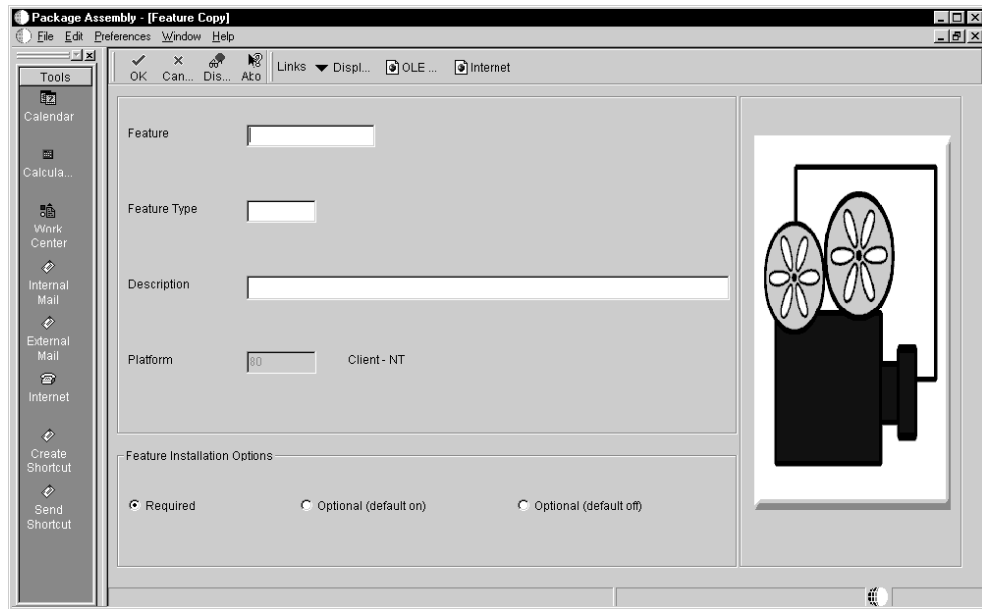 Package Assembly - [Feature Copy]
File Edit Preferences Window Help
OK Can... Dis... Abo Links Displ... OLE ... Internet
Tools
Calendar
Calcula...
Work
Center
Internal
Mail
External
Mail
Internet
Create
Shortcut
Send
Shortcut
Feature
Feature Type
Description
Platform 80 Client - NT
Feature Installation Options
Required Optional (default on) Optional (default off)